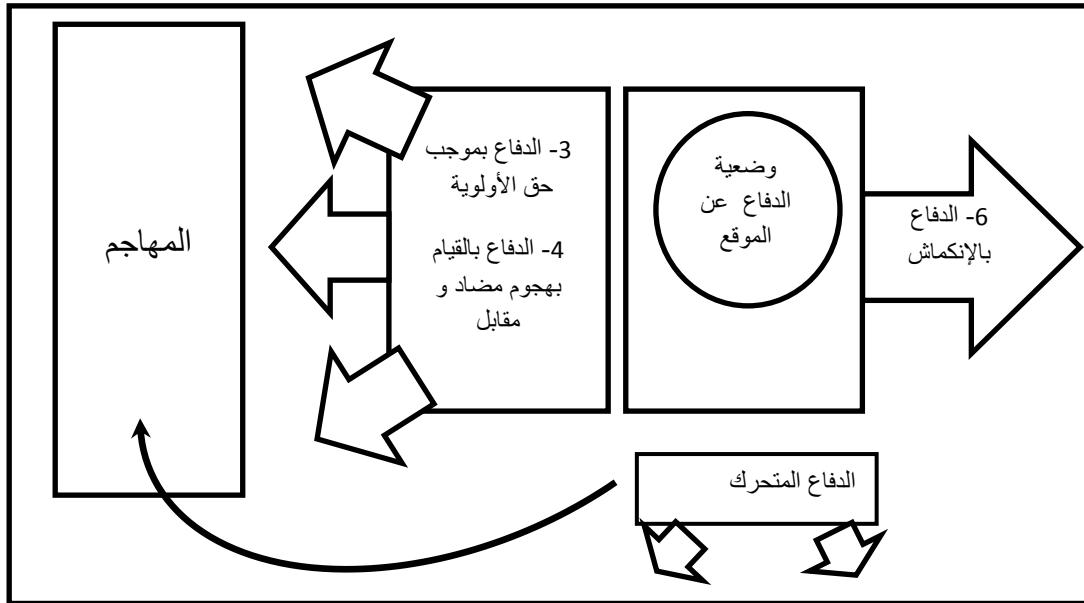 وضعية
الدفاع عن
الموقع
6- الدفاع
بالإنكماش
3- الدفاع بموجب
حق الأولوية
4- الدفاع بالقيام
بهجوم مضاد و
مقابل
المهاجم
الدفاع المتحرك